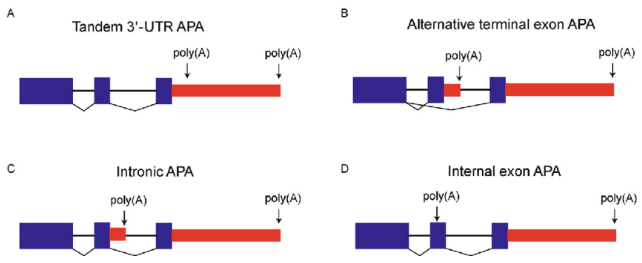 A
Tandem 3'-UTR APA
poly(A)
poly(A)
B
Alternative terminal exon APA
poly(A)
poly(A)
C
Intronic APA
poly(A)
poly(A)
D
Internal exon APA
poly(A)
poly(A)